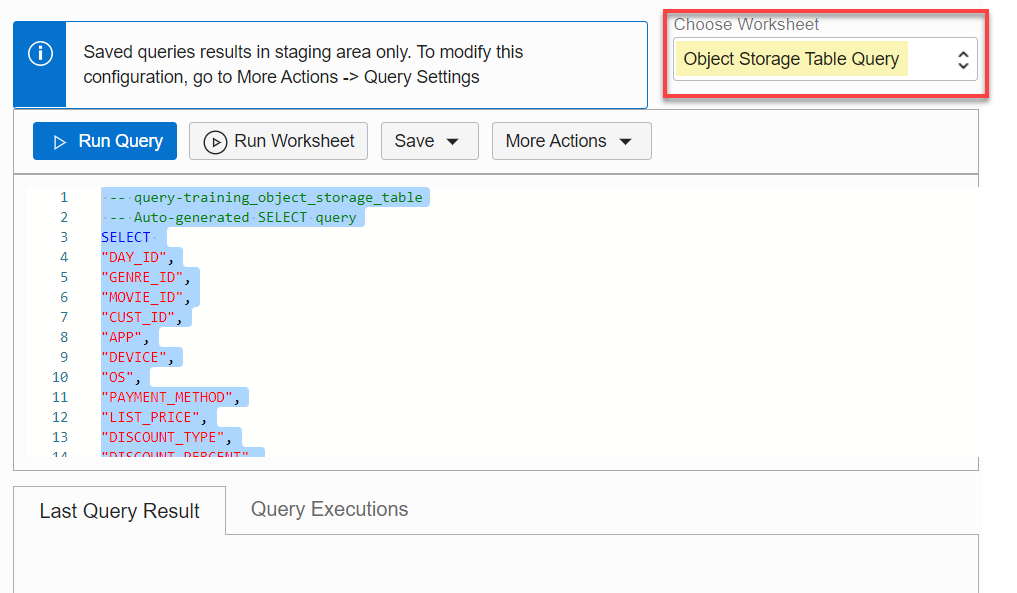 Choose Worksheet
Object Storage Table Query
Saved queries results in staging area only. To modify this
configuration, go to More Actions -> Query Settings
Run Query
Run Worksheet
Save
More Actions
1 -- query-training_object_storage_table
2 -- Auto-generated SELECT query
3 SELECT
4 "DAY_ID",
5 "GENRE_ID",
6 "MOVIE_ID",
7 "CUST_ID",
8 "APP",
9 "DEVICE",
10 "OS",
11 "PAYMENT_METHOD",
12 "LIST_PRICE",
13 "DISCOUNT_TYPE",
14 "DISCOUNT_PERCENT"
Last Query Result
Query Executions